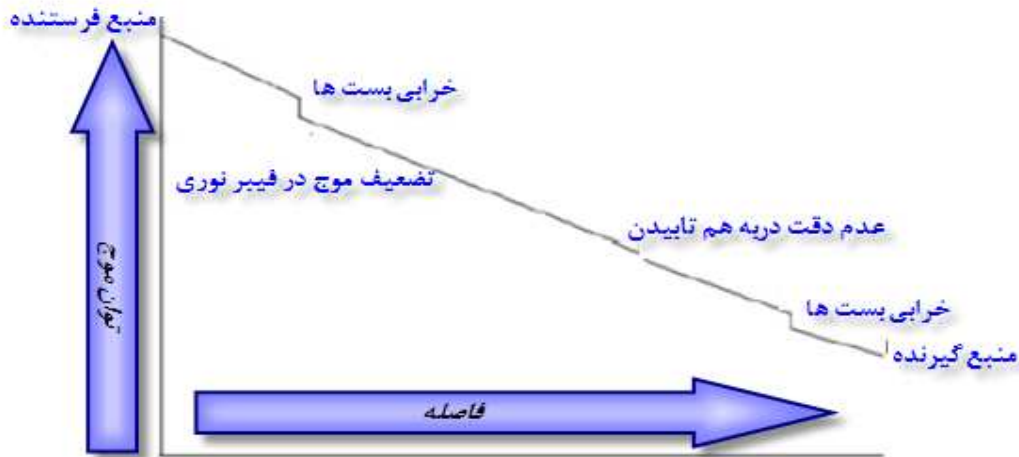 منبع فرستنده
خرابی بست ها
تضعیف موج در فیبر نوری
عدم دقت دربه هم تابیدن
خرابی بست ها
منبع گیرنده
توان موج
فاصله